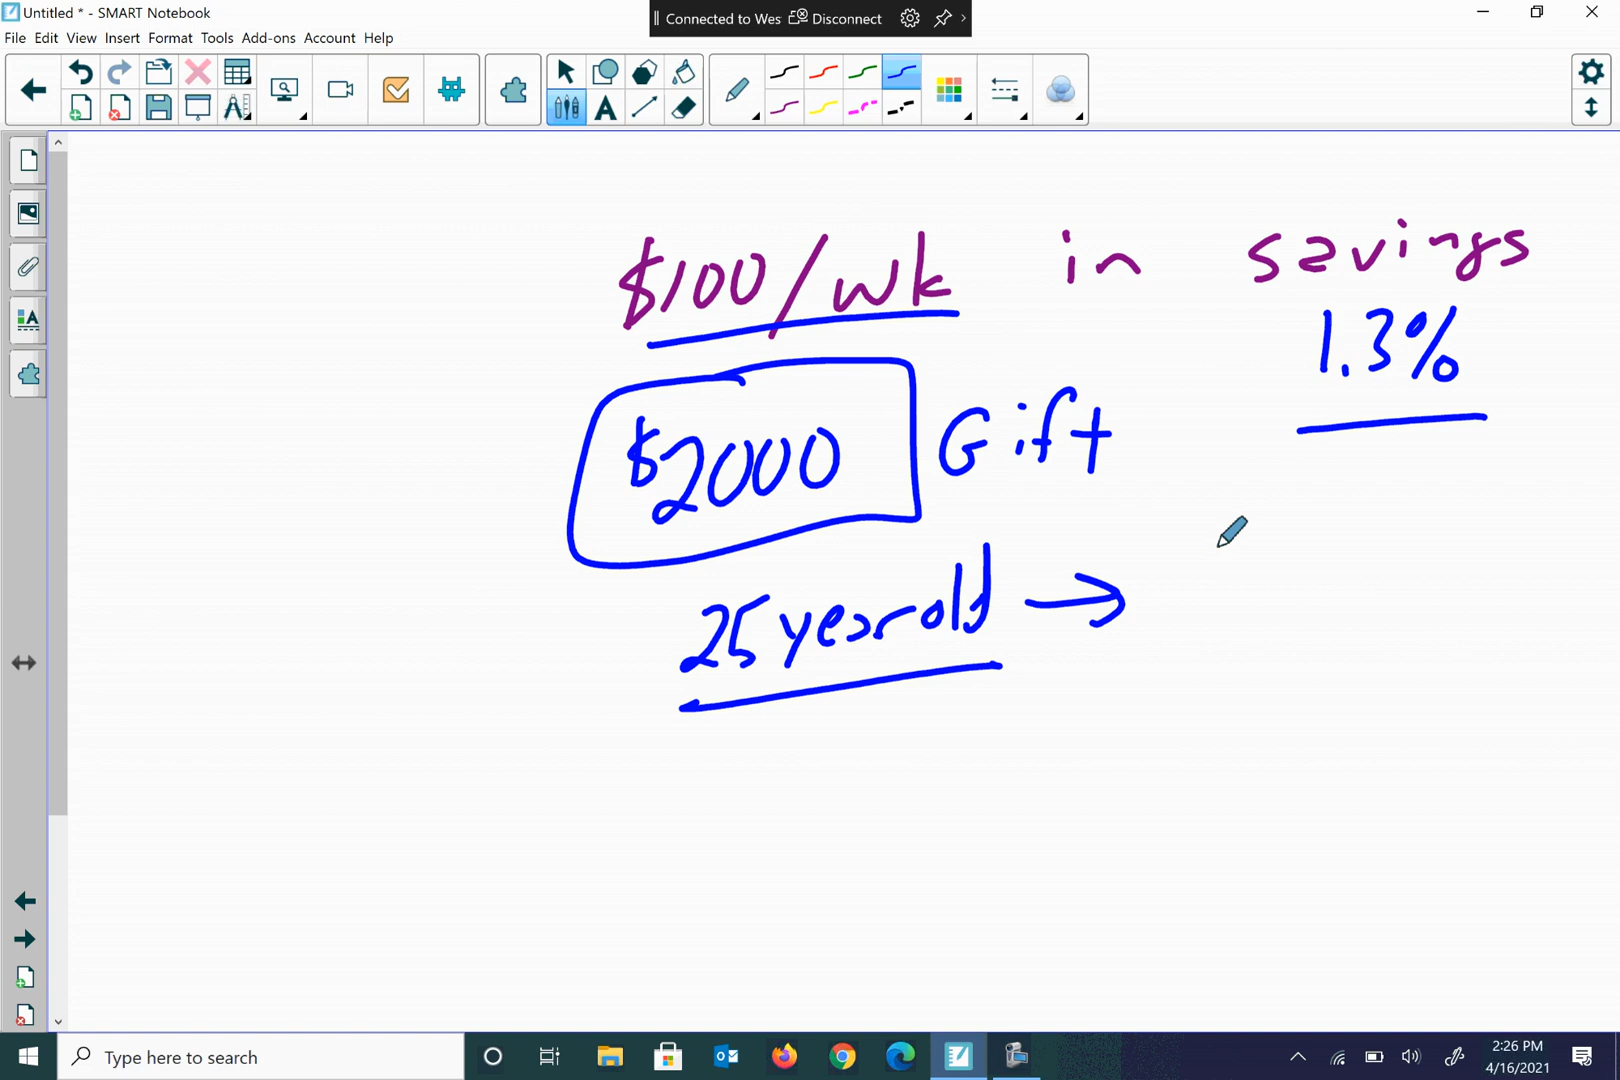 Untitled * - SMART Notebook
Connected to Wes Disconnect
File Edit View Insert Format Tools Add-ons Account Help
$100/wk in savings
1.3%
$2000 Gift
25 year old →
Type here to search
2:26 PM
4/16/2021